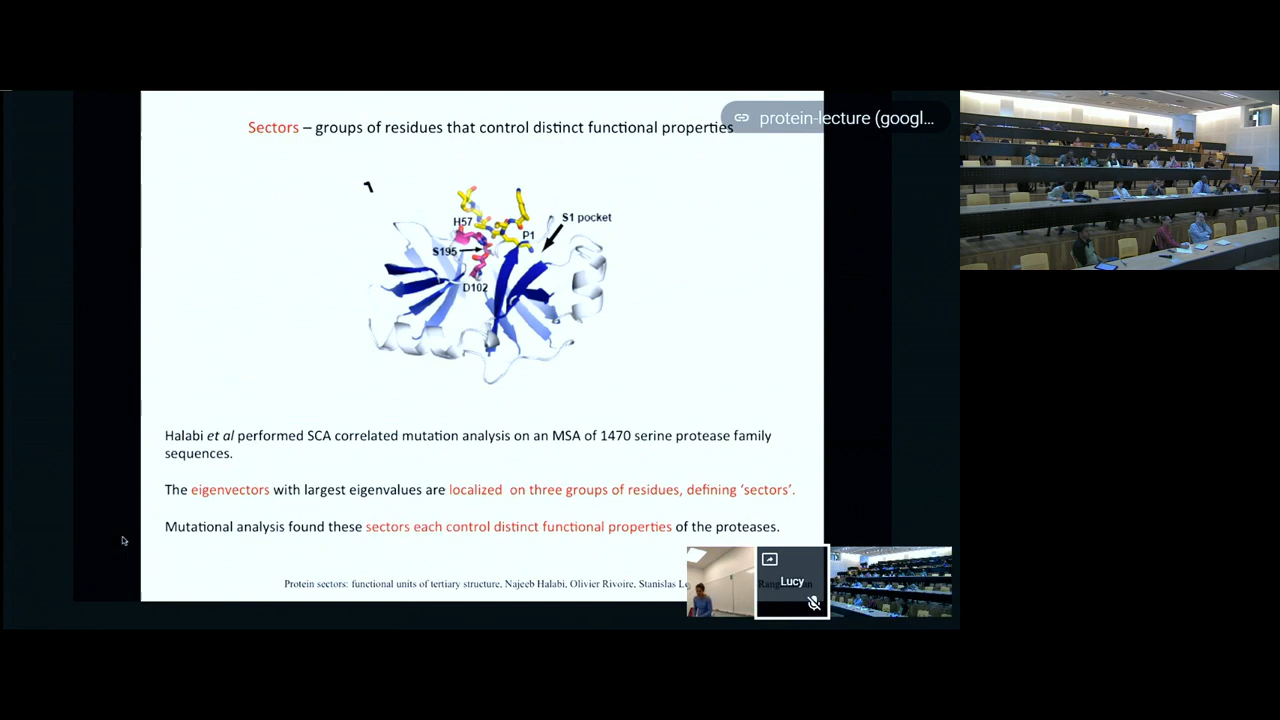 Sectors – groups of residues that control distinct functional properties
protein-lecture (googl...
S1 pocket
H57
P1
S195
D102
Halabi et al performed SCA correlated mutation analysis on an MSA of 1470 serine protease family
sequences.
The eigenvectors with largest eigenvalues are localized on three groups of residues, defining ‘sectors’.
Mutational analysis found these sectors each control distinct functional properties of the proteases.
Protein sectors: functional units of tertiary structure, Najeeb Halabi, Olivier Rivoire, Stanislas
Lucy